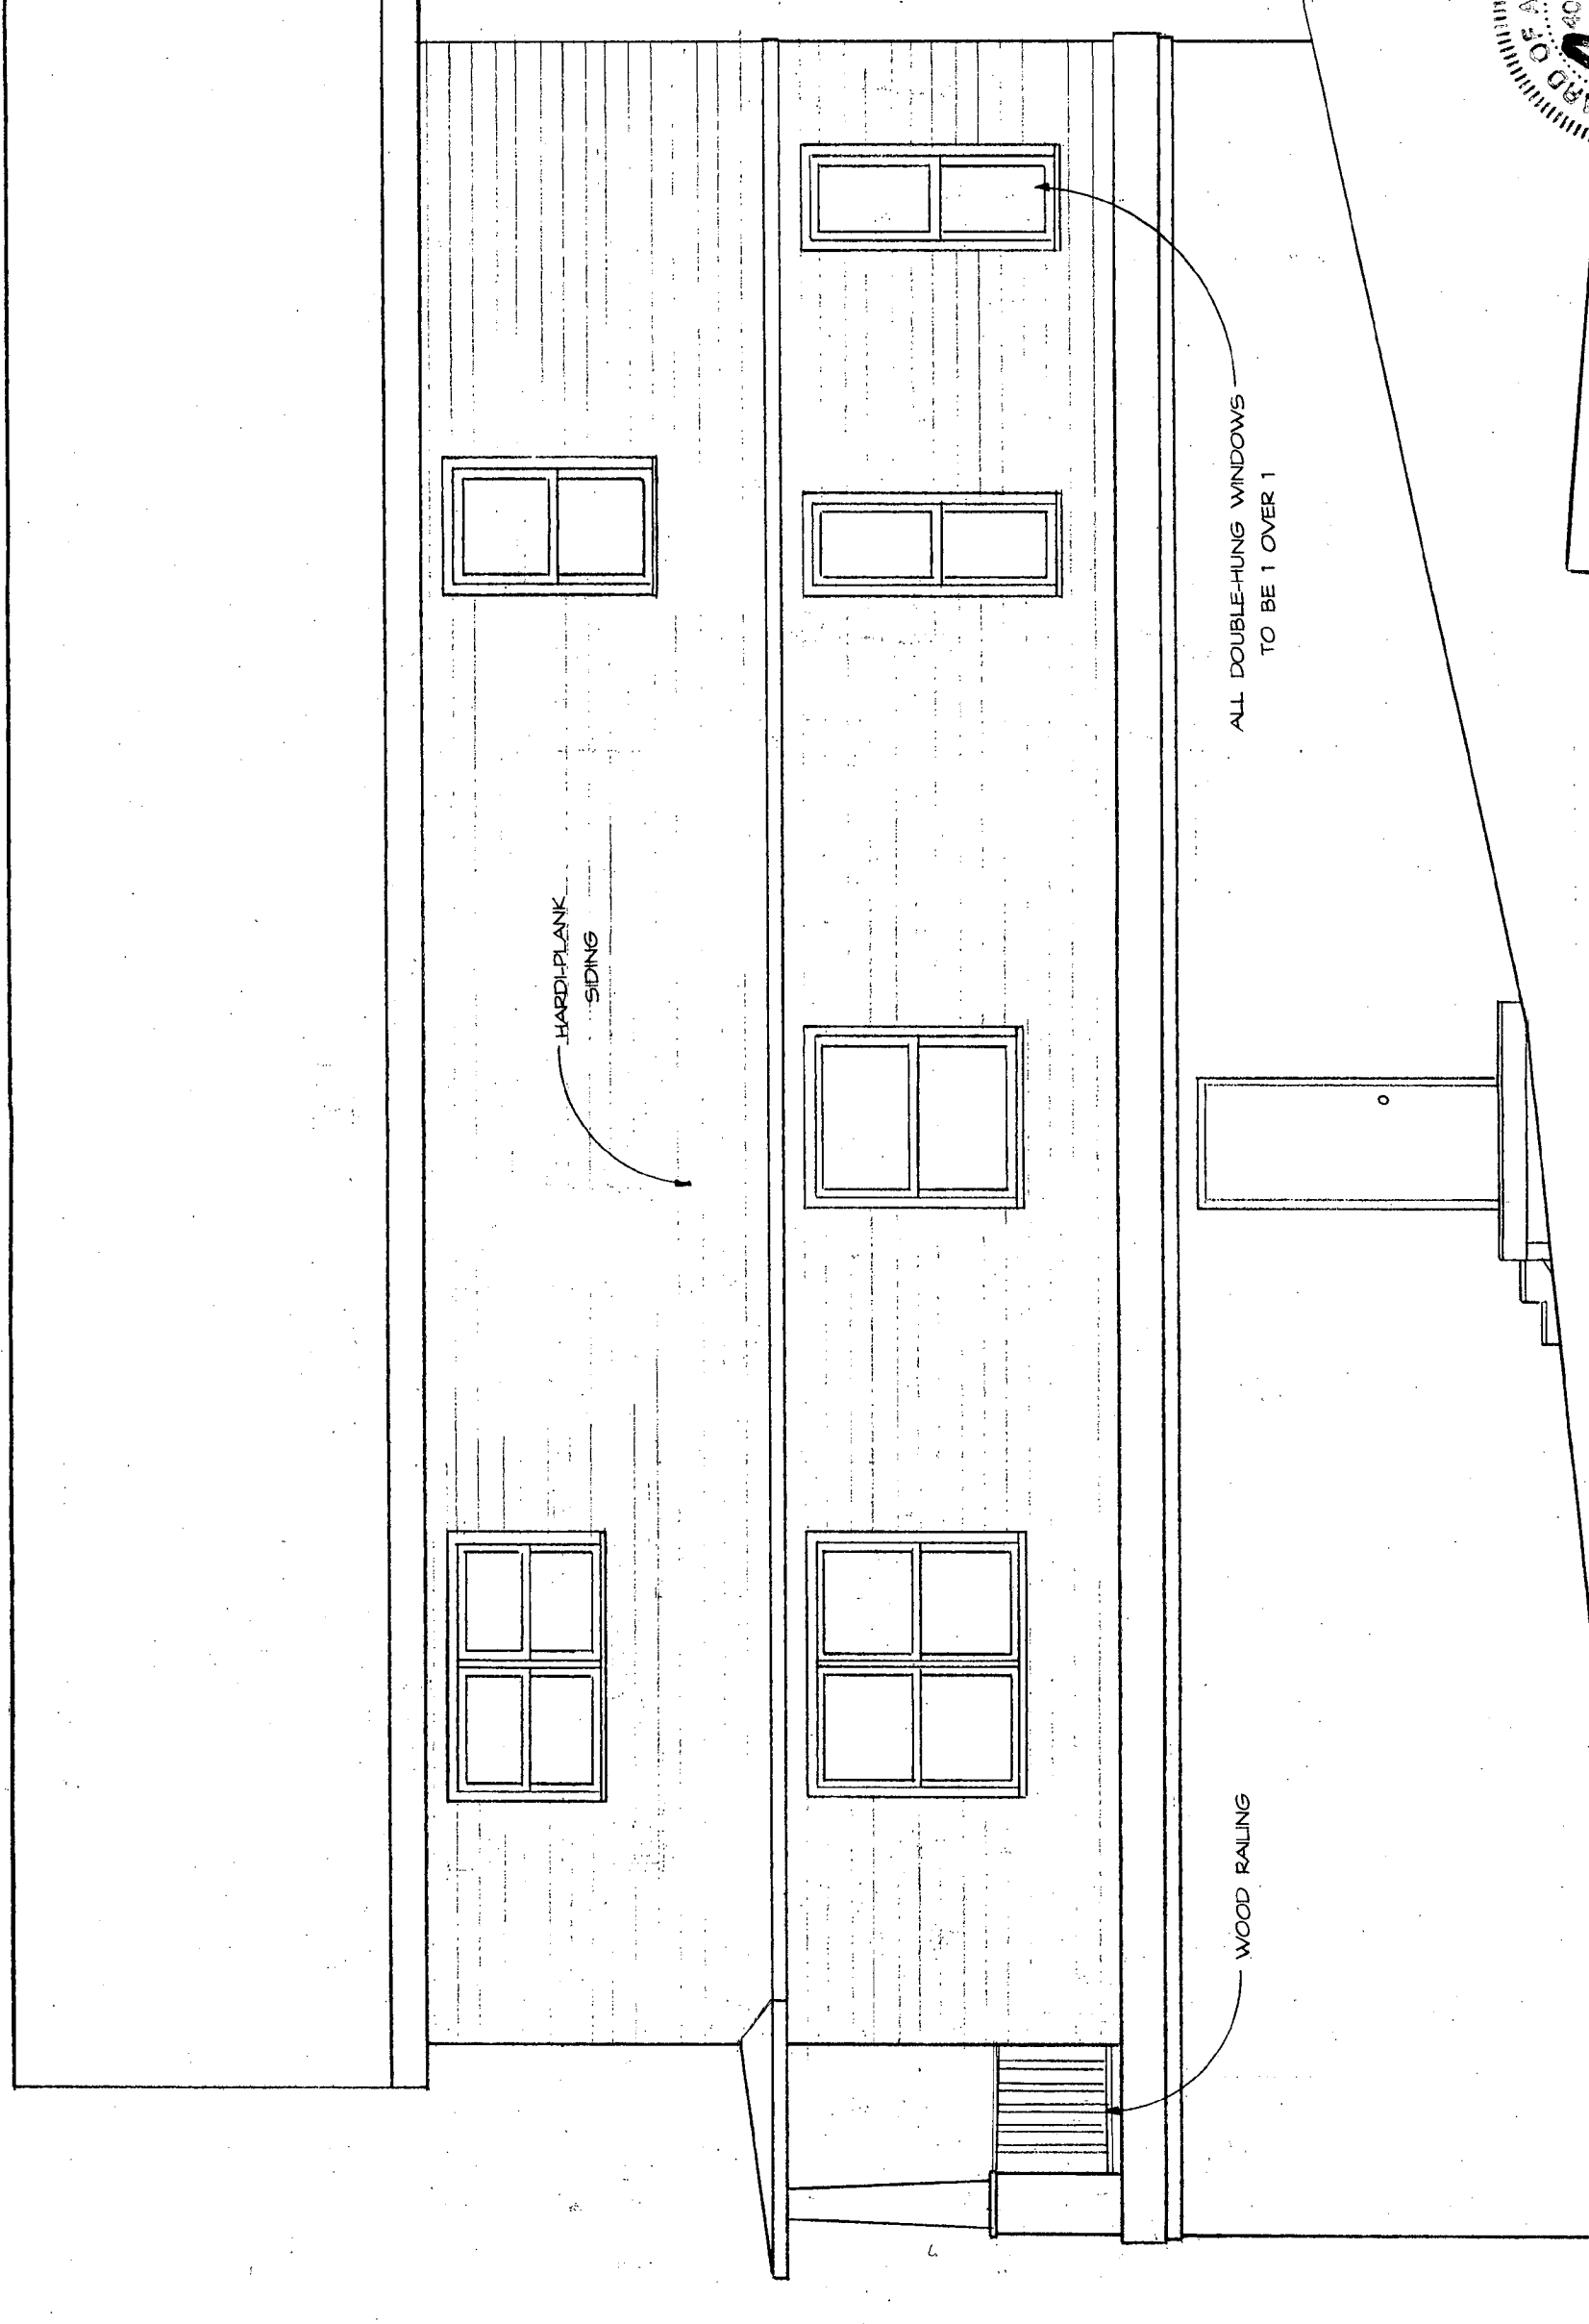 HARDI-PLANK
SIDING
ALL DOUBLE-HUNG WINDOWS
TO BE 1 OVER 1
WOOD RAILING